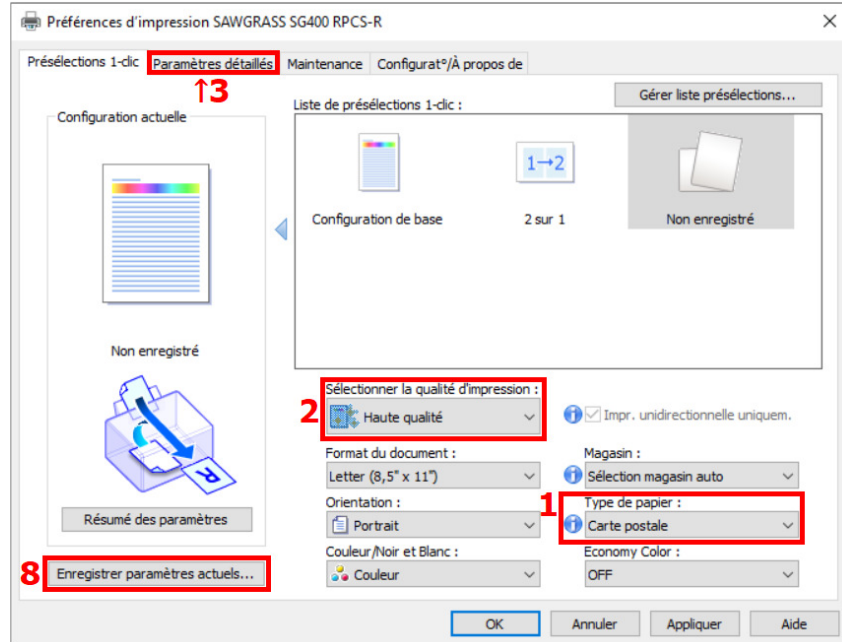 Préférences d'impression SAWGRASS SG400 RPCS-R
Présélections 1-clic Paramètres détaillés Maintenance Configurat°/À propos de
↑3
Gérer liste présélections...
Configuration actuelle
Liste de présélections 1-clic :
1→2
Configuration de base 2 sur 1 Non enregistré
Non enregistré
Sélectionner la qualité d'impression :
2 Haute qualité Impr. unidirectionnelle uniquem.
Format du document : Magasin :
Letter (8,5" x 11") Sélection magasin auto
Orientation : 1 Type de papier :
Résumé des paramètres Portrait Carte postale
Couleur/Noir et Blanc : Economy Color :
8 Enregistrer paramètres actuels... Couleur OFF
OK Annuler Appliquer Aide
R